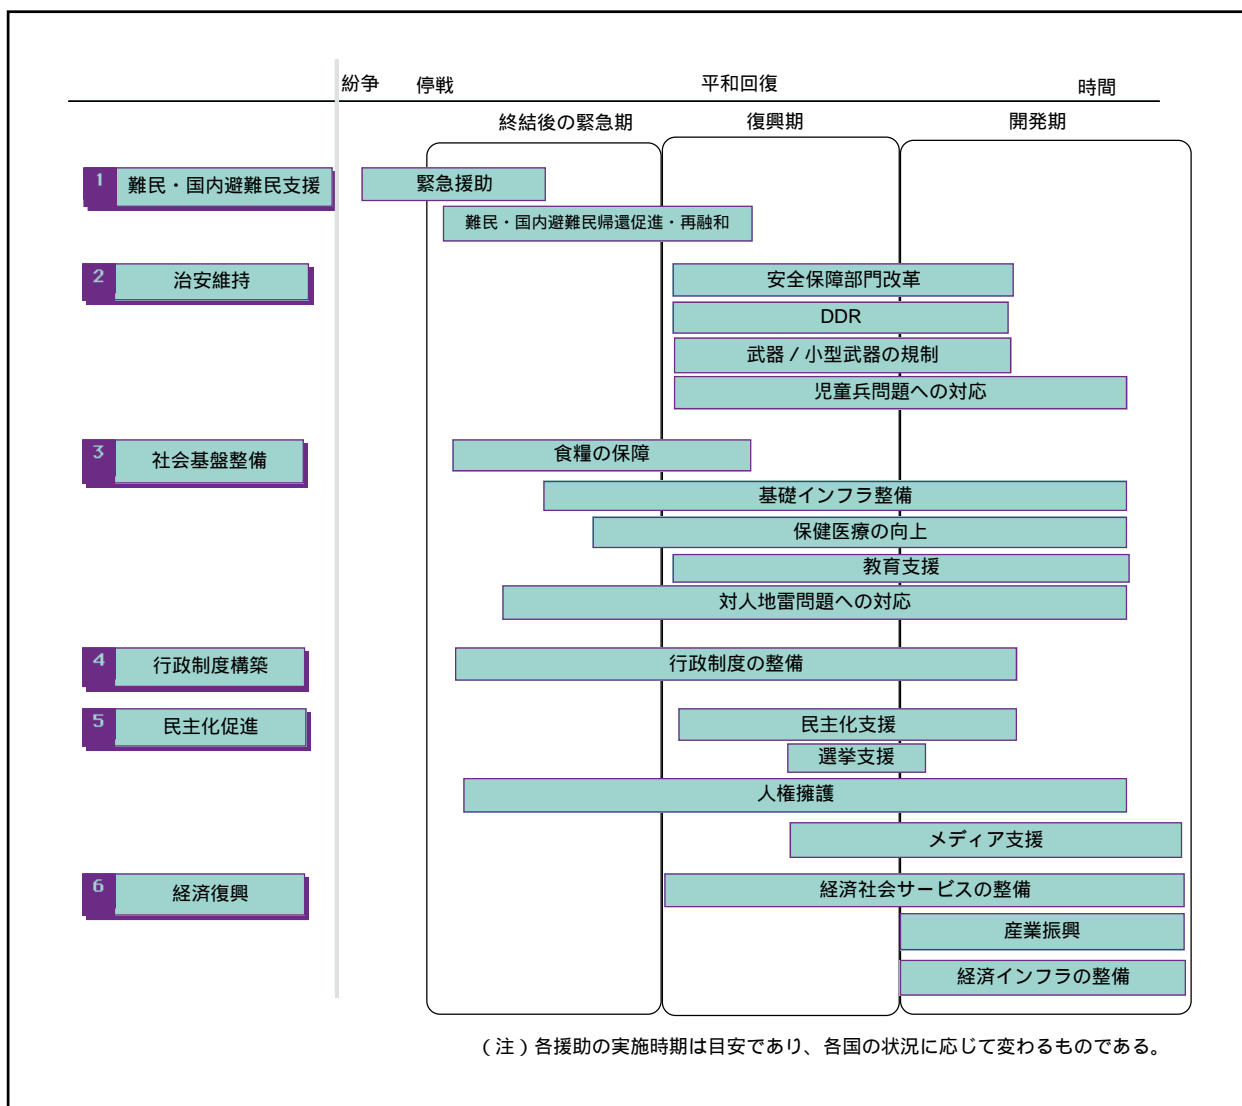 紛争 停戦 平和回復 時間
終結後の緊急期 復興期 開発期
1 難民・国内避難民支援 緊急援助
難民・国内避難民帰還促進・再融和
2 治安維持 安全保障部門改革
DDR
武器／小型武器の規制
児童兵問題への対応
3 社会基盤整備 食糧の保障
基礎インフラ整備
保健医療の向上
教育支援
対人地雷問題への対応
4 行政制度構築 行政制度の整備
5 民主化促進 民主化支援
選挙支援
人権擁護
メディア支援
6 経済復興 経済社会サービスの整備
産業振興
経済インフラの整備
（注）各援助の実施時期は目安であり、各国の状況に応じて変わるものである。